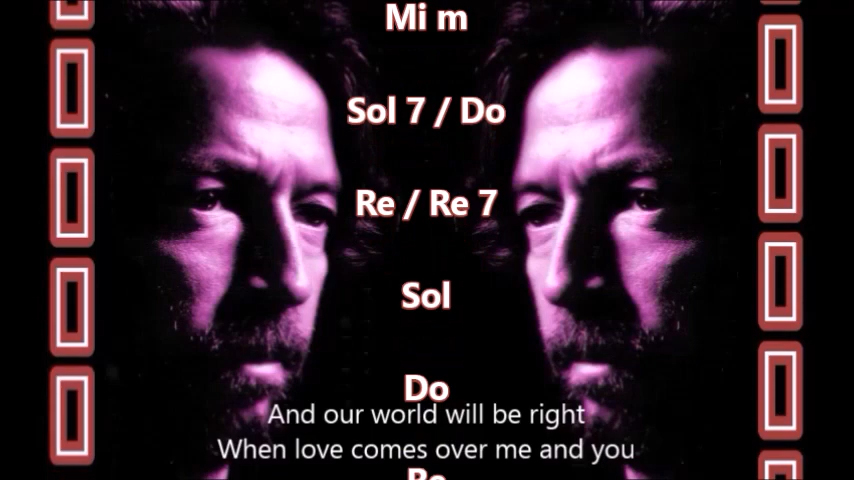 Mi m
Sol 7 / Do
Re / Re 7
Sol
Do
And our world will be right
When love comes over me and you